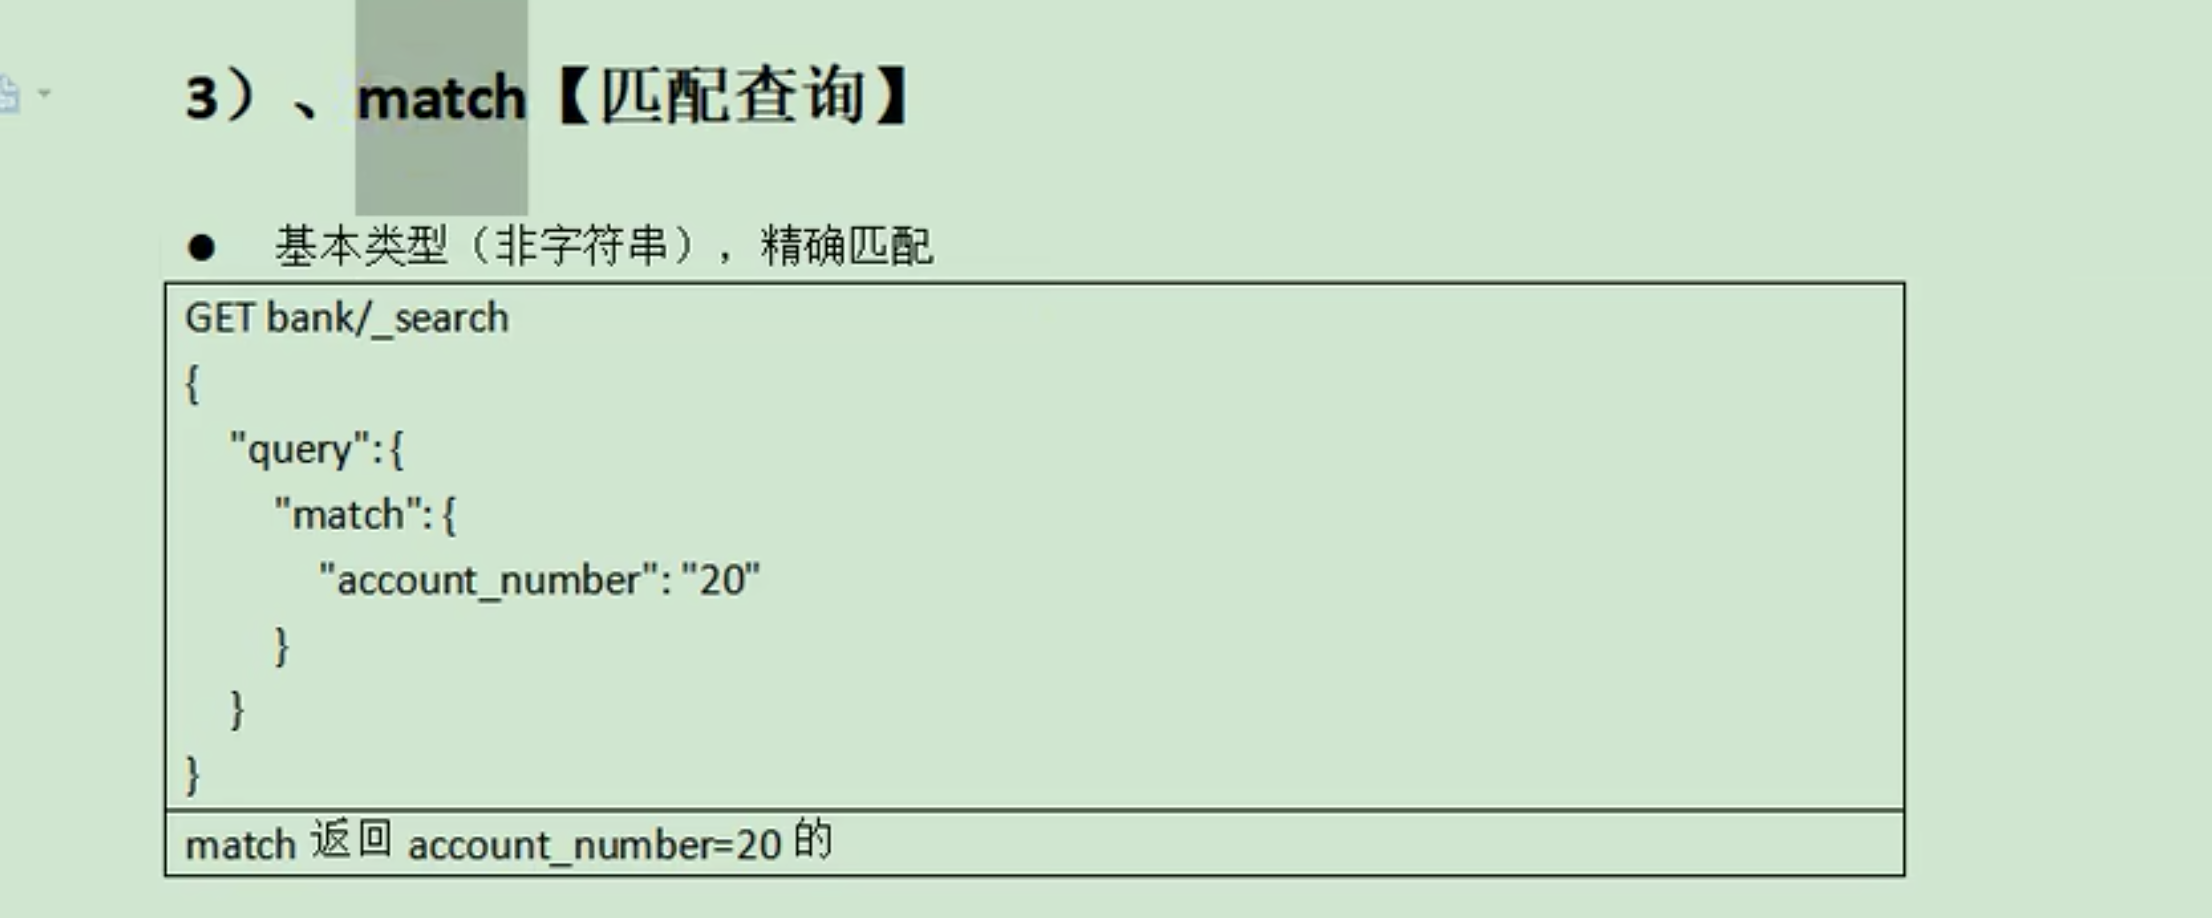 3）、match【匹配查询】
● 基本类型（非字符串），精确匹配
GET bank/_search
{
  "query": {
    "match": {
      "account_number": "20"
    }
  }
}
match 返回 account_number=20 的